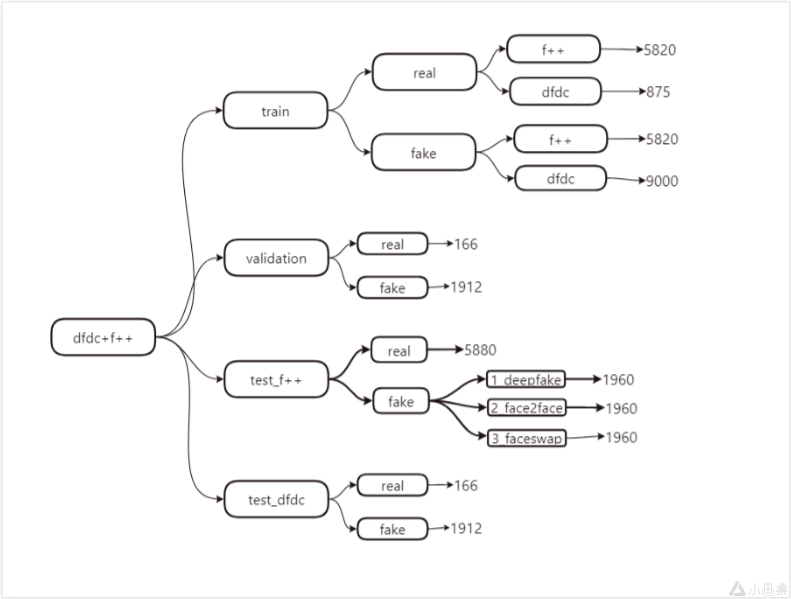 dfdc+f++
train
real
f++
5820
dfdc
875
fake
f++
5820
dfdc
9000
validation
real
166
fake
1912
test_f++
real
5880
fake
1_deepfake
1960
2_face2face
1960
3_faceswap
1960
test_dfdc
real
166
fake
1912
小画桌